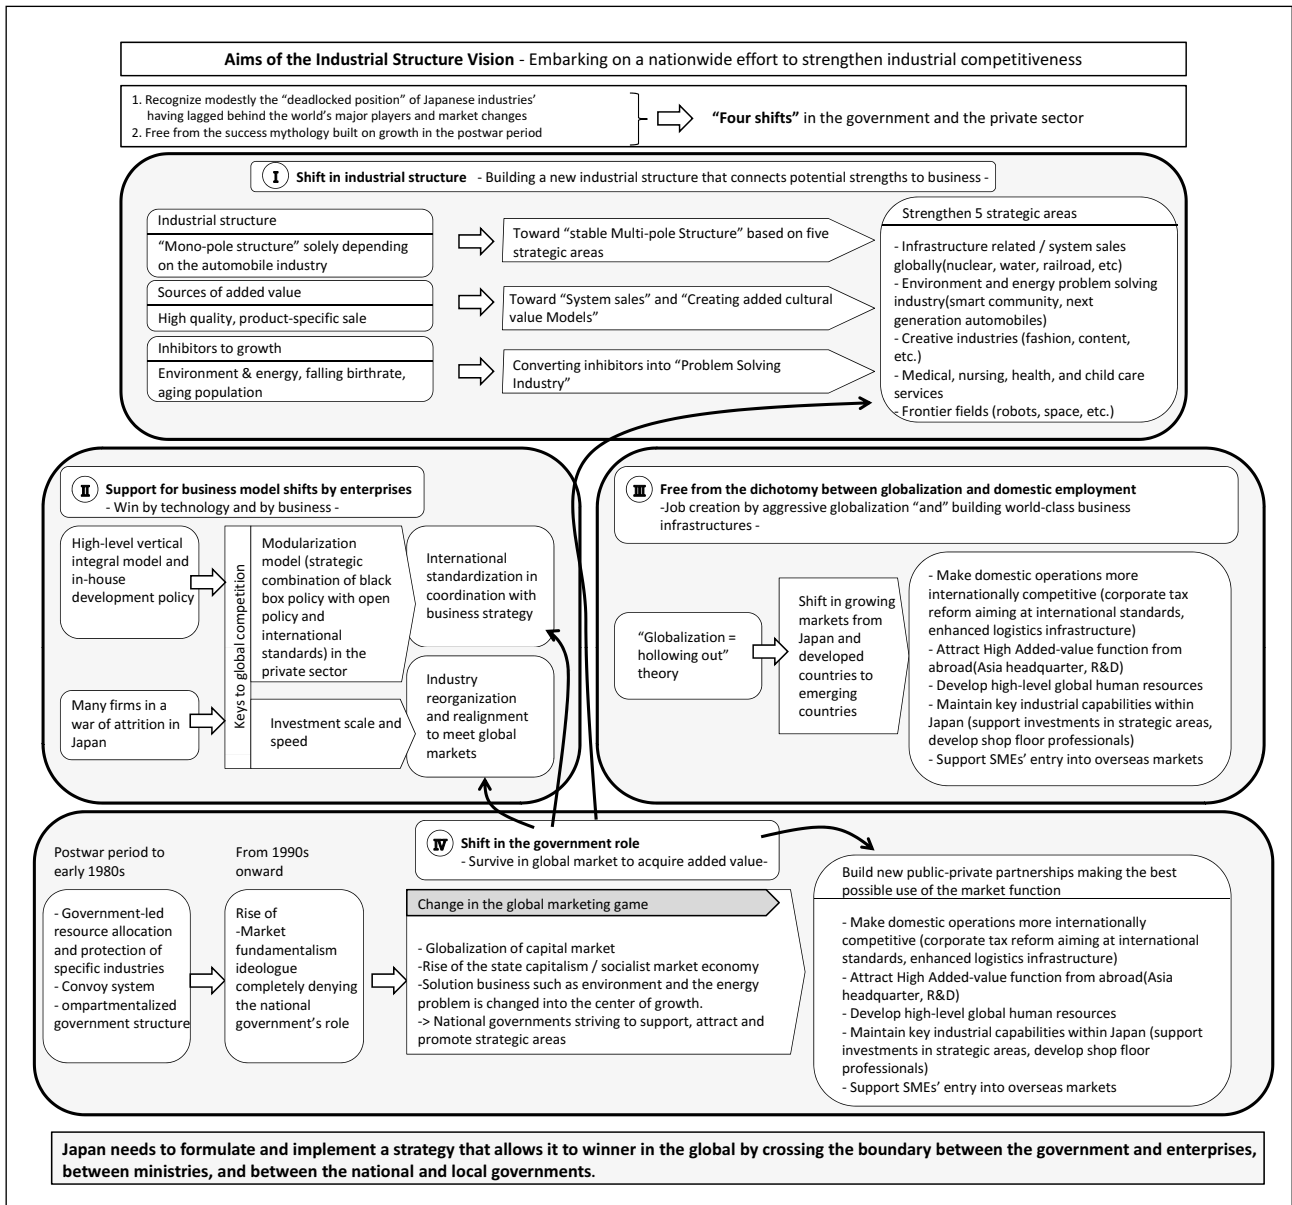 Aims of the Industrial Structure Vision - Embarking on a nationwide effort to strengthen industrial competitiveness
1. Recognize modestly the “deadlocked position” of Japanese industries’
having lagged behind the world’s major players and market changes
2. Free from the success mythology built on growth in the postwar period
“Four shifts” in the government and the private sector
I Shift in industrial structure - Building a new industrial structure that connects potential strengths to business -
Industrial structure
“Mono-pole structure” solely depending
on the automobile industry
Toward “stable Multi-pole Structure” based on five
strategic areas
Sources of added value
High quality, product-specific sale
Toward “System sales” and “Creating added cultural
value Models”
Inhibitors to growth
Environment & energy, falling birthrate,
aging population
Converting inhibitors into “Problem Solving
Industry”
Strengthen 5 strategic areas
- Infrastructure related / system sales
globally(nuclear, water, railroad, etc)
- Environment and energy problem solving
industry(smart community, next
generation automobiles)
- Creative industries (fashion, content,
etc.)
- Medical, nursing, health, and child care
services
- Frontier fields (robots, space, etc.)
II Support for business model shifts by enterprises
- Win by technology and by business -
High-level vertical
integral model and
in-house
development policy
Many firms in a
war of attrition in
Japan
Keys to global competition
Modularization
model (strategic
combination of black
box policy with open
policy and
international
standards) in the
private sector
Investment scale and
speed
International
standardization in
coordination with
business strategy
Industry
reorganization
and realignment
to meet global
markets
III Free from the dichotomy between globalization and domestic employment
-Job creation by aggressive globalization “and” building world-class business
infrastructures -
“Globalization =
hollowing out”
theory
Shift in growing
markets from
Japan and
developed
countries to
emerging
countries
- Make domestic operations more
internationally competitive (corporate tax
reform aiming at international standards,
enhanced logistics infrastructure)
- Attract High Added-value function from
abroad(Asia headquarter, R&D)
- Develop high-level global human resources
- Maintain key industrial capabilities within
Japan (support investments in strategic areas,
develop shop floor professionals)
- Support SMEs’ entry into overseas markets
IV Shift in the government role
- Survive in global market to acquire added value-
Postwar period to
early 1980s
- Government-led
resource allocation
and protection of
specific industries
- Convoy system
- ompartmentalized
government structure
From 1990s
onward
Rise of
-Market
fundamentalism
ideologue
completely denying
the national
government’s role
Change in the global marketing game
- Globalization of capital market
-Rise of the state capitalism / socialist market economy
-Solution business such as environment and the energy
problem is changed into the center of growth.
-> National governments striving to support, attract and
promote strategic areas
Build new public-private partnerships making the best
possible use of the market function
- Make domestic operations more internationally
competitive (corporate tax reform aiming at international
standards, enhanced logistics infrastructure)
- Attract High Added-value function from abroad(Asia
headquarter, R&D)
- Develop high-level global human resources
- Maintain key industrial capabilities within Japan (support
investments in strategic areas, develop shop floor
professionals)
- Support SMEs’ entry into overseas markets
Japan needs to formulate and implement a strategy that allows it to winner in the global by crossing the boundary between the government and enterprises,
between ministries, and between the national and local governments.